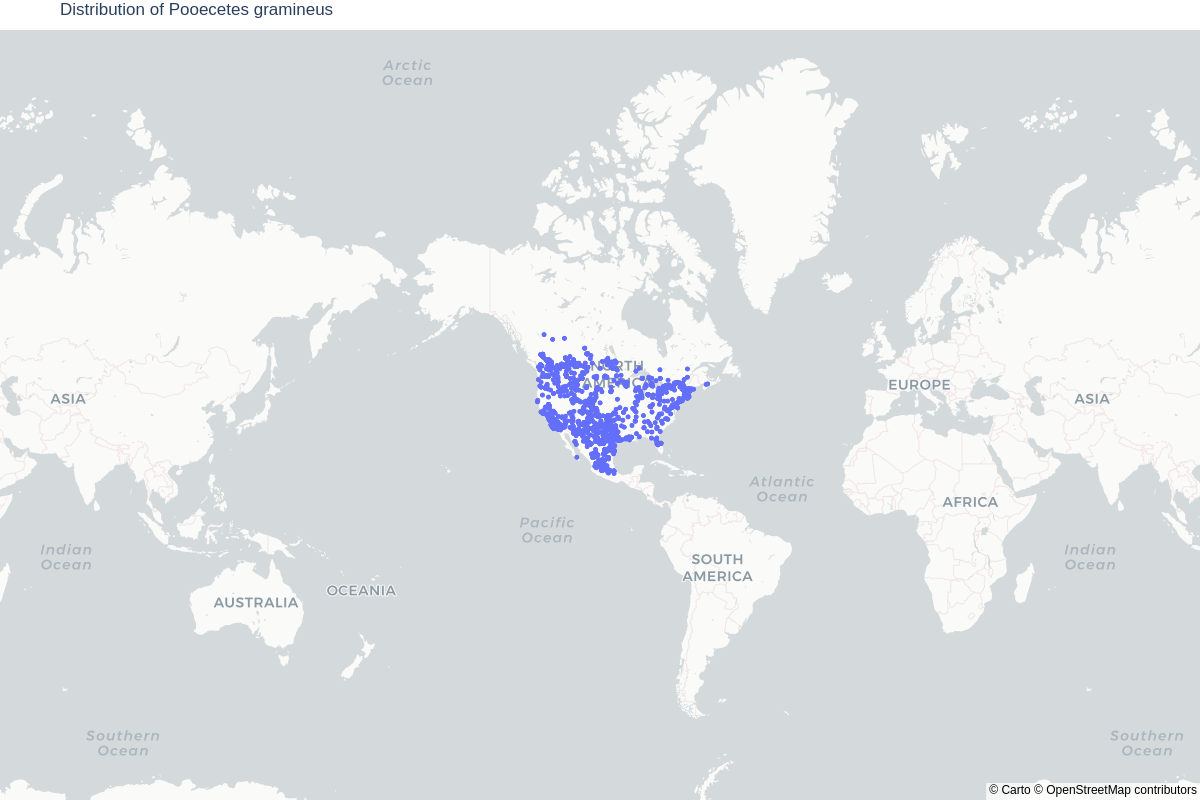 Distribution of Pooecetes gramineus
Arctic
Ocean
NORTH
AMERICA
ASIA
EUROPE
ASIA
Atlantic
Ocean
AFRICA
Pacific
Ocean
Indian
Ocean
Indian
Ocean
SOUTH
AMERICA
OCEANIA
AUSTRALIA
Southern
Ocean
Southern
Ocean
© Carto © OpenStreetMap contributors